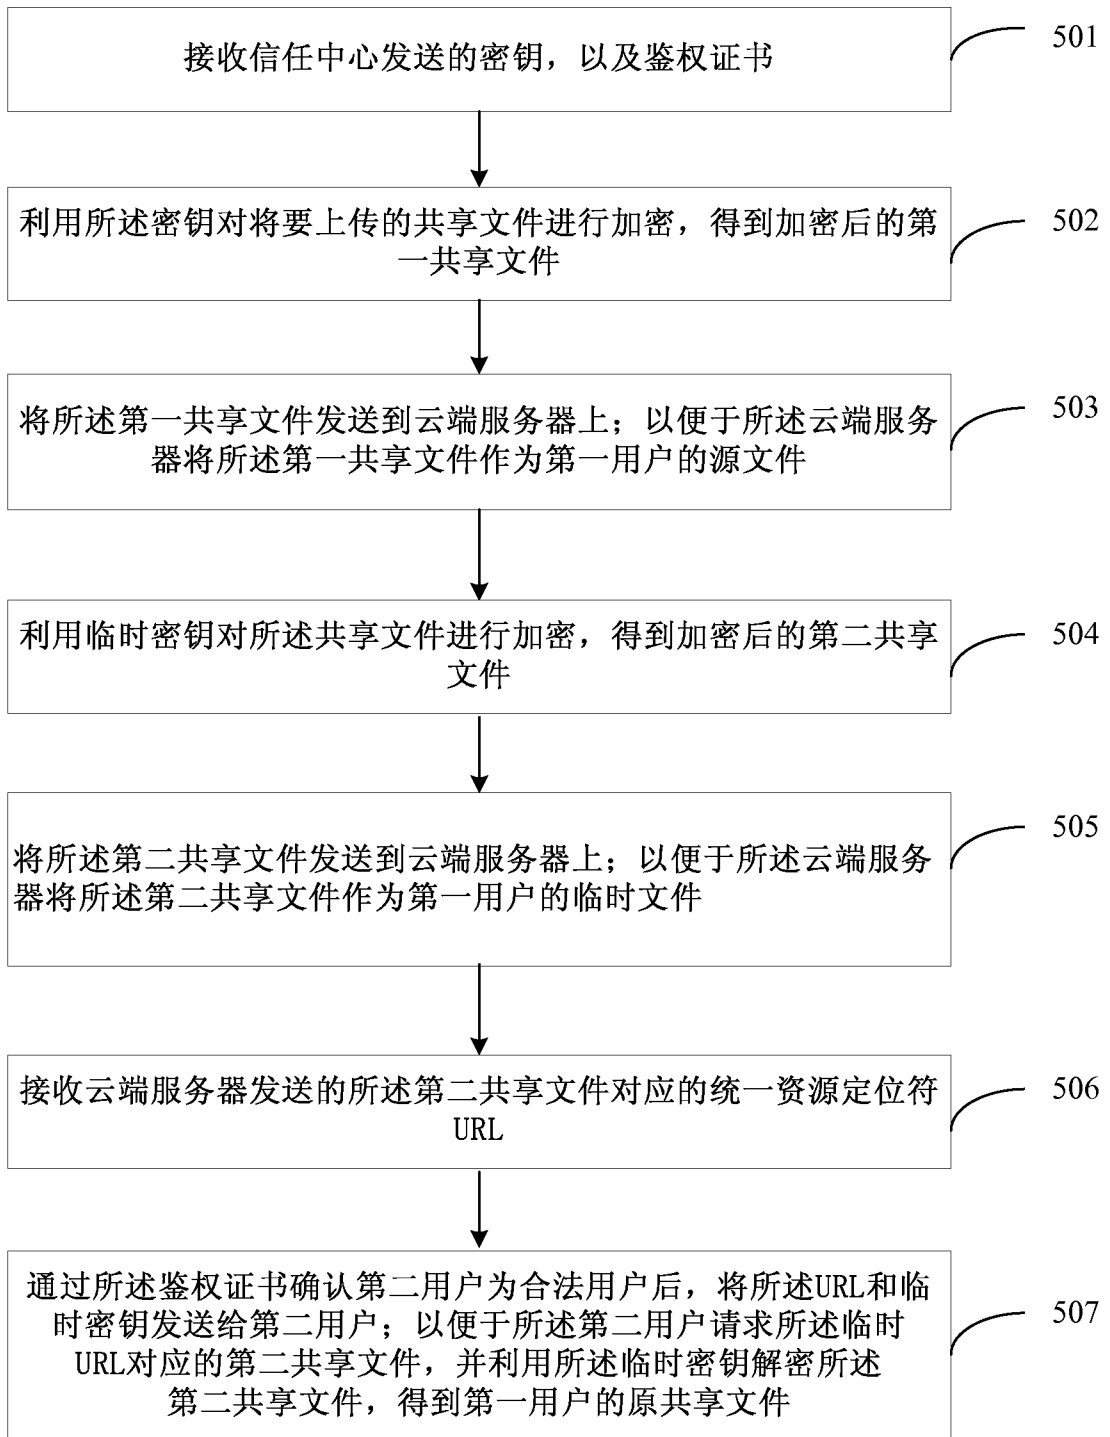 接收信任中心发送的密钥，以及鉴权证书
501
利用所述密钥对将要上传的共享文件进行加密，得到加密后的第
一共享文件
502
将所述第一共享文件发送到云端服务器上；以便于所述云端服务
器将所述第一共享文件作为第一用户的源文件
503
利用临时密钥对所述共享文件进行加密，得到加密后的第二共享
文件
504
将所述第二共享文件发送到云端服务器上；以便于所述云端服务
器将所述第二共享文件作为第一用户的临时文件
505
接收云端服务器发送的所述第二共享文件对应的统一资源定位符
URL
506
通过所述鉴权证书确认第二用户为合法用户后，将所述URL和临
时密钥发送给第二用户；以便于所述第二用户请求所述临时
URL对应的第二共享文件，并利用所述临时密钥解密所述
第二共享文件，得到第一用户的原共享文件
507